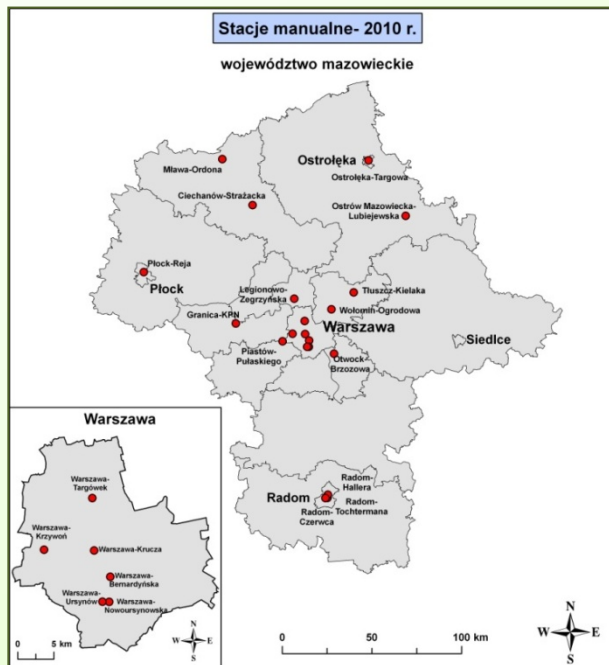 Stacje manualne- 2010 r.
województwo mazowieckie
Mława-Ordona
Ostrołęka
Ostrołęka-Targowa
Ciechanów-Strażacka
Ostrów Mazowiecka-
Lubiejewska
Płock-Reja
Płock
Legionowo-
Zegrzyńska
Tłuszcz-Kielaka
Wołomin-Ogrodowa
Granica-KPN
Warszawa
Siedlce
Piastów-
Pułaskiego
Otwock-
Brzozowa
Radom
Radom-
Hallera
Radom-
Tochtermana
Radom-
Czerwca
Warszawa
Warszawa-
Targówek
Warszawa-
Krzywoń
Warszawa-Krucza
Warszawa-
Bernardyńska
Warszawa-
Ursynów
Warszawa-
Nowoursynowska
0 5 km
N
W E
S
0 50 100 km
N
W E
S